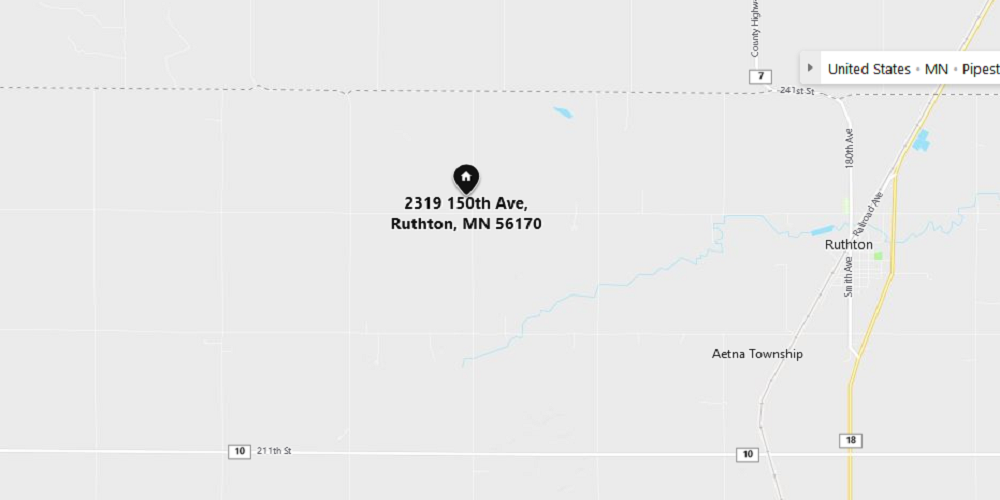 County Highw
7
United States • MN • Pipest
241st St
180th Ave
2319 150th Ave,
Ruthton, MN 56170
Railroad Ave
Ruthton
Smith Ave
Aetna Township
18
10
211th St
10